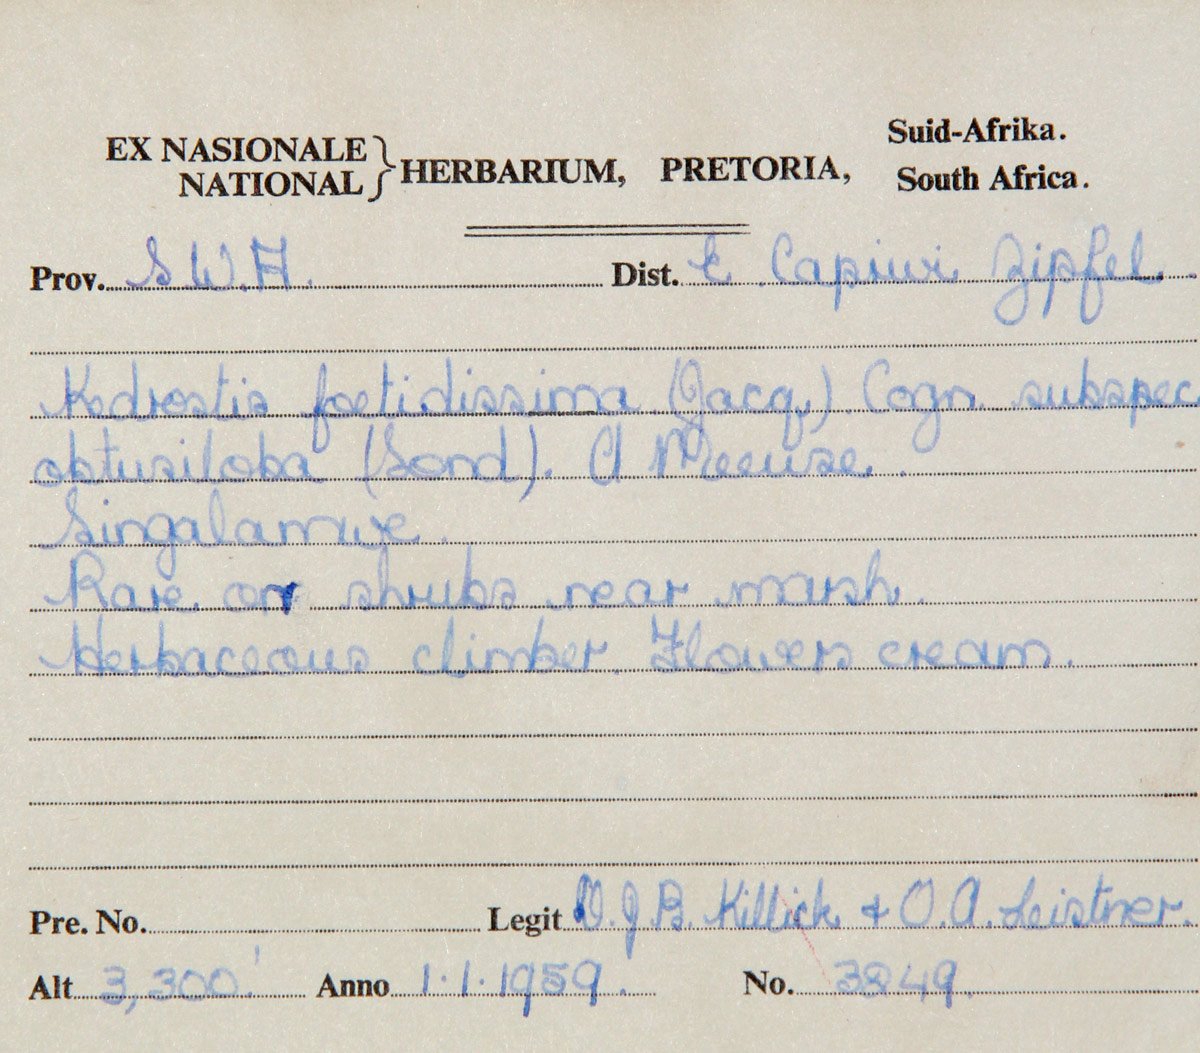 EX NASIONALE NATIONAL } HERBARIUM, PRETORIA, Suid-Afrika. South Africa.
Prov. S.W.A. Dist. E. Capiuvi Zipfel.
Kedrostis foetidissima (Jacq.) Cogn. subspec
obtusiloba (Sond). A Meeuse.
Singalamwe.
Rare on shrubs near marsh.
Herbaceous climber. Flowers cream.
Pre. No. Legit D.J.B. Killick & O.A. Leistner.
Alt 3,300' Anno 1.1.1959. No. 3249.